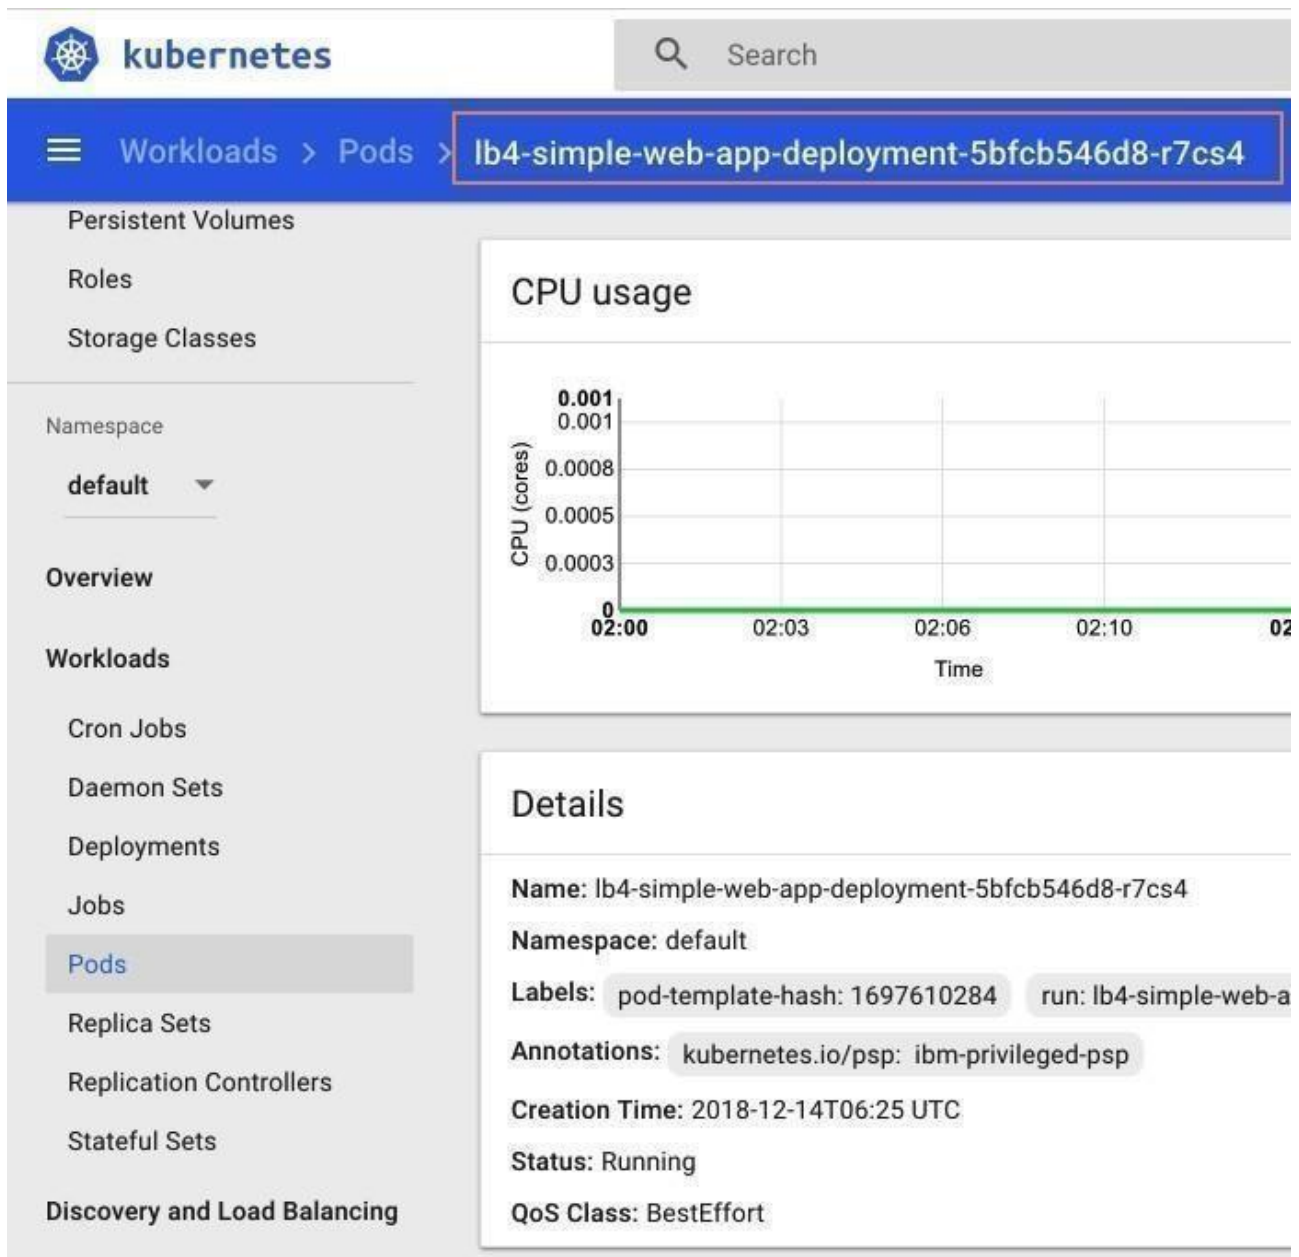 kubernetes
Search
Workloads > Pods > lb4-simple-web-app-deployment-5bfcb546d8-r7cs4
Persistent Volumes
Roles
Storage Classes
Namespace
default
Overview
Workloads
Cron Jobs
Daemon Sets
Deployments
Jobs
Pods
Replica Sets
Replication Controllers
Stateful Sets
Discovery and Load Balancing
CPU usage
CPU (cores)
0.001
0.001
0.0008
0.0005
0.0003
0
02:00 02:03 02:06 02:10
Time
Details
Name: lb4-simple-web-app-deployment-5bfcb546d8-r7cs4
Namespace: default
Labels: pod-template-hash: 1697610284 run: lb4-simple-web-a
Annotations: kubernetes.io/psp: ibm-privileged-psp
Creation Time: 2018-12-14T06:25 UTC
Status: Running
QoS Class: BestEffort